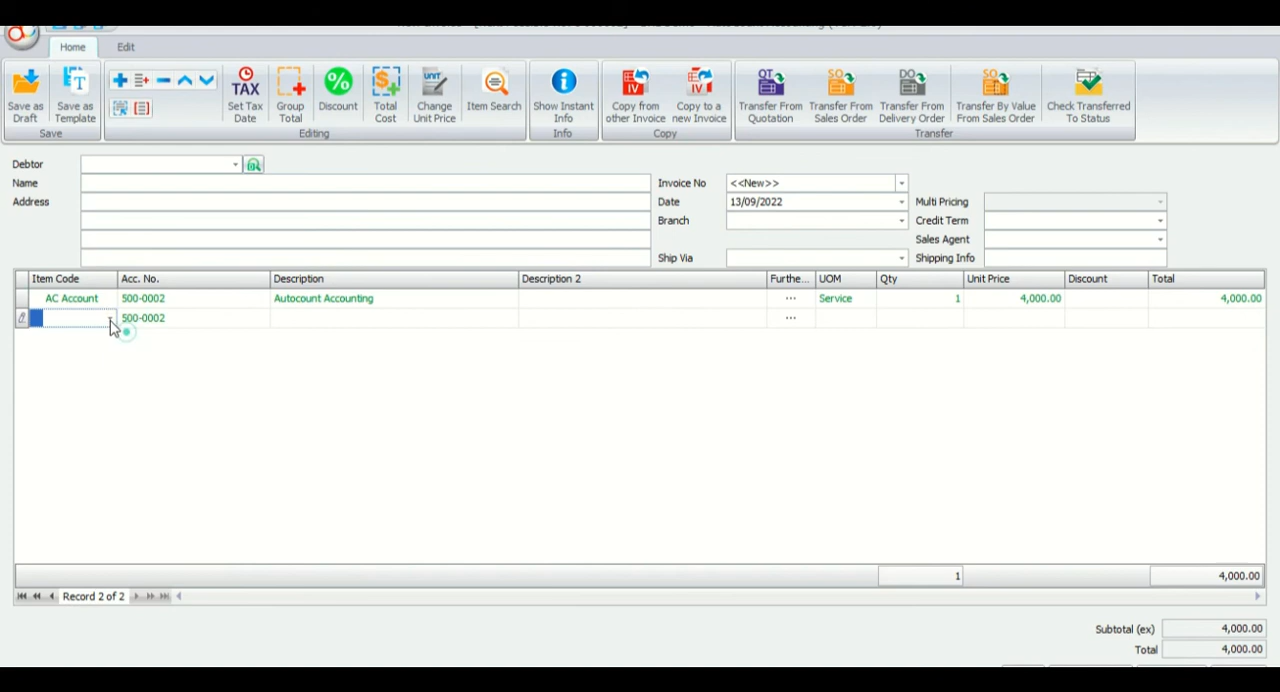 Home Edit
Save as Draft
Save as Template
Save
TAX
Set Tax Date
Group Total
%
Discount
$
Total Cost
UNIT
Change Unit Price
Item Search
Editing
Show Instant Info
Info
IV
Copy from other Invoice
IV
Copy to a new Invoice
Copy
QT
Transfer From Quotation
SO
Transfer From Sales Order
DO
Transfer From Delivery Order
SO
Transfer By Value From Sales Order
Check Transferred To Status
Transfer
Debtor
Name
Address
Invoice No <<New>>
Date 13/09/2022
Branch
Ship Via
Multi Pricing
Credit Term
Sales Agent
Shipping Info
Item Code Acc. No. Description Description 2 Furthe... UOM Qty Unit Price Discount Total
AC Account 500-0002 Autocount Accounting ... Service 1 4,000.00 4,000.00
500-0002 ...
1 4,000.00
Record 2 of 2
Subtotal (ex) 4,000.00
Total 4,000.00